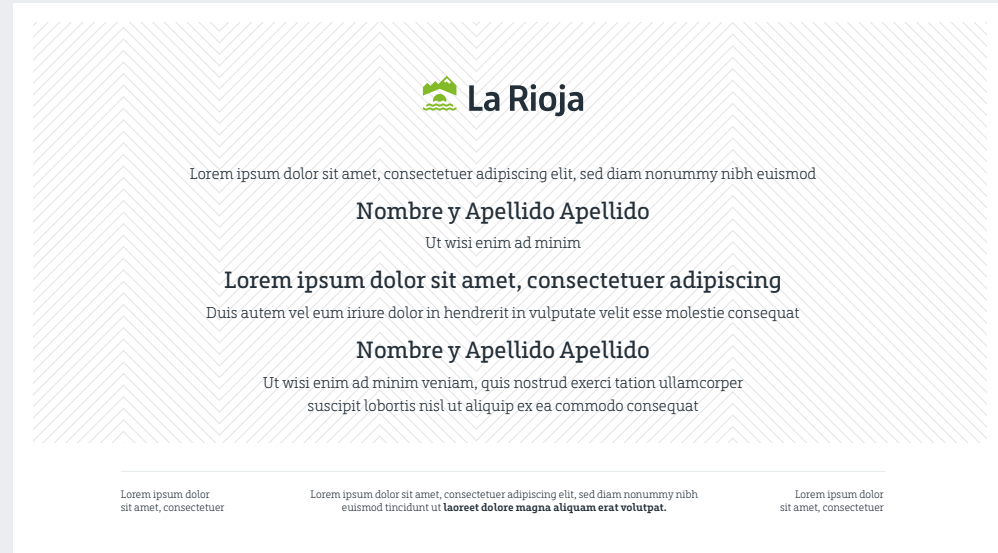 La Rioja
Lorem ipsum dolor sit amet, consectetuer adipiscing elit, sed diam nonummy nibh euismod
Nombre y Apellido Apellido
Ut wisi enim ad minim
Lorem ipsum dolor sit amet, consectetuer adipiscing
Duis autem vel eum iriure dolor in hendrerit in vulputate velit esse molestie consequat
Nombre y Apellido Apellido
Ut wisi enim ad minim veniam, quis nostrud exerci tation ullamcorper
suscipit lobortis nisl ut aliquip ex ea commodo consequat
Lorem ipsum dolor
sit amet, consectetuer
Lorem ipsum dolor sit amet, consectetuer adipiscing elit, sed diam nonummy nibh
euismod tincidunt ut laoreet dolore magna aliquam erat volutpat.
Lorem ipsum dolor
sit amet, consectetuer